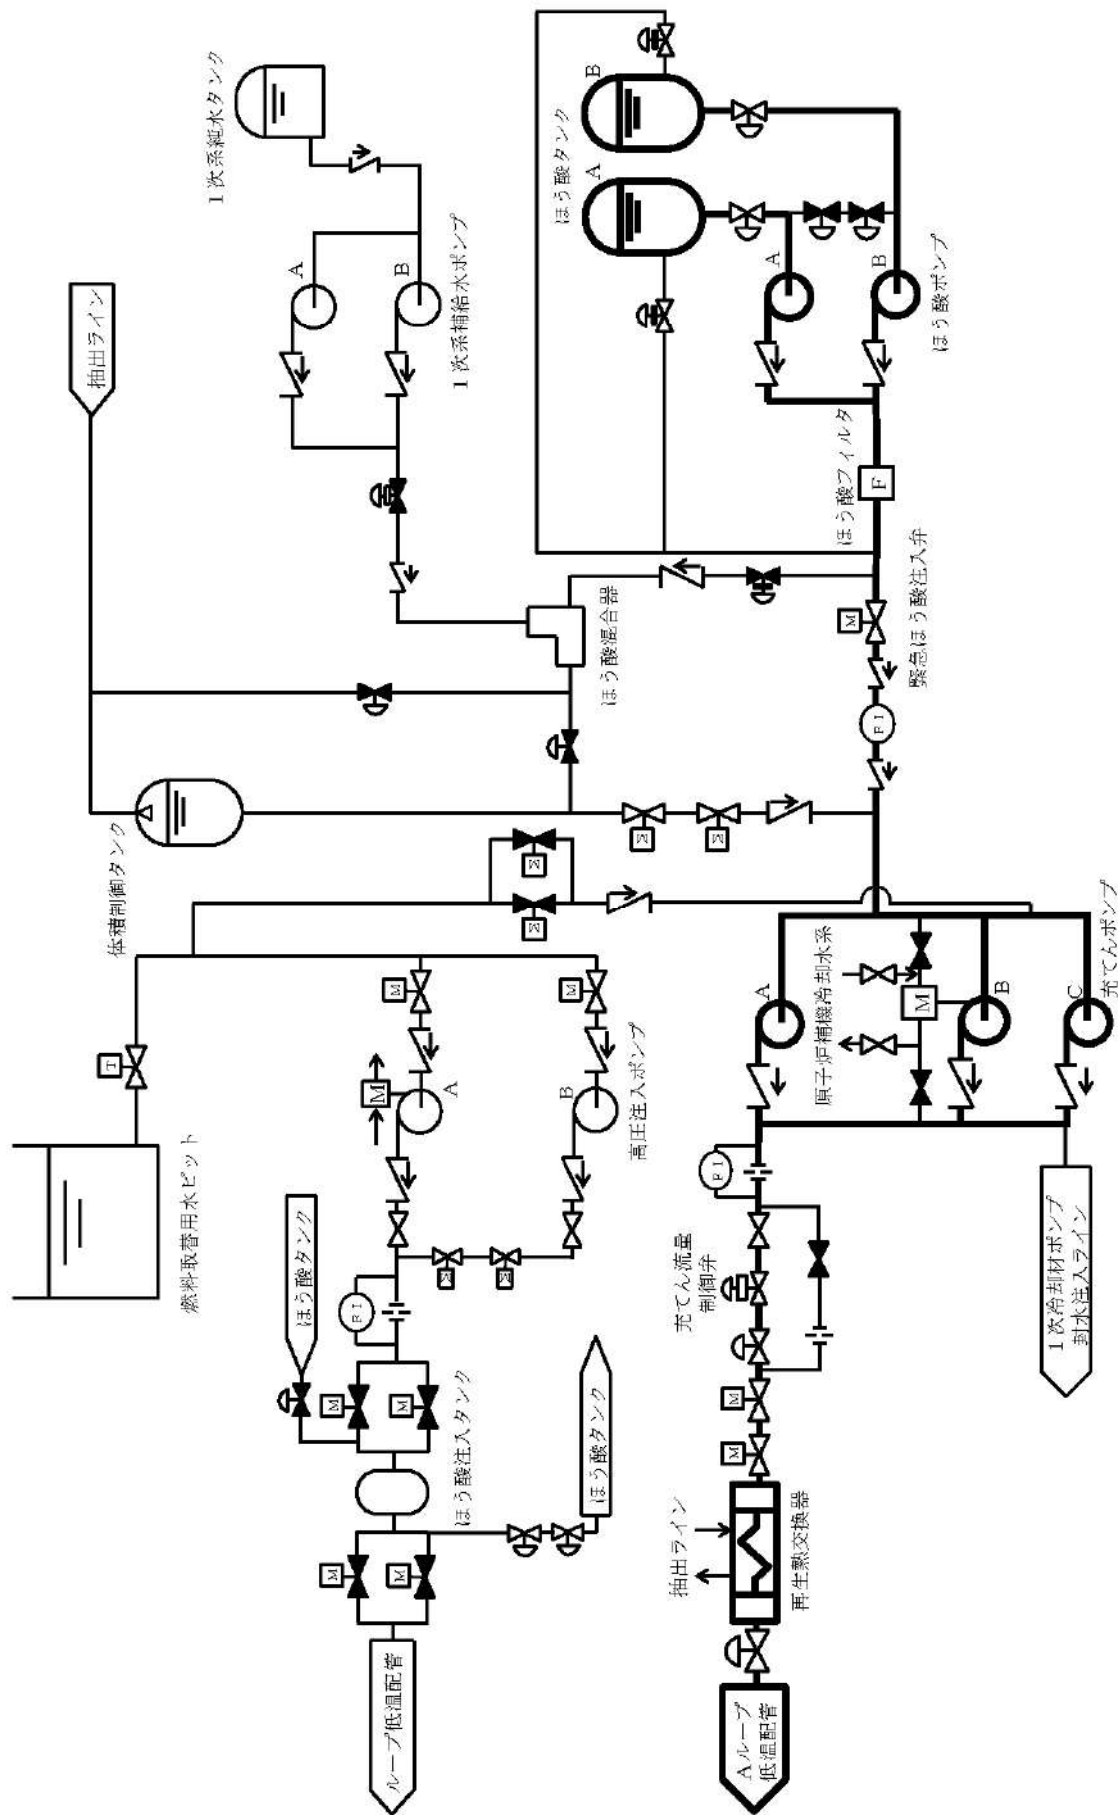 抽出ライン
1次系純水タンク
A
B
1次系補給水ポンプ
ほう酸タンク
A
B
A
B
ほう酸ポンプ
ほう酸フィルタ
F
緊急ほう酸注入弁
M
FI
ほう酸混合器
体積制御タンク
M
M
M
M
燃料取替用水ピット
T
M
M
M
A
B
高圧注入ポンプ
M
M
FI
ほう酸タンク
M
M
ほう酸注入タンク
M
M
ほう酸タンク
ループ低温配管
A
B
C
充てんポンプ
原子炉補機冷却水系
M
FI
1次冷却材ポンプ
封水注入ライン
充てん流量
制御弁
M
M
抽出ライン
再生熱交換器
Aループ
低温配管